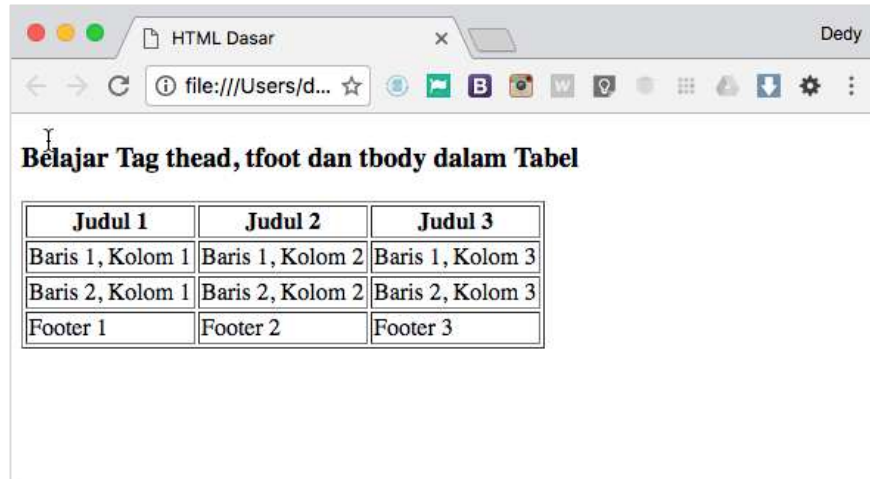 HTML Dasar
Dedy
file:///Users/d...
Belajar Tag thead, tfoot dan tbody dalam Tabel
Judul 1 Judul 2 Judul 3
Baris 1, Kolom 1 Baris 1, Kolom 2 Baris 1, Kolom 3
Baris 2, Kolom 1 Baris 2, Kolom 2 Baris 2, Kolom 3
Footer 1 Footer 2 Footer 3